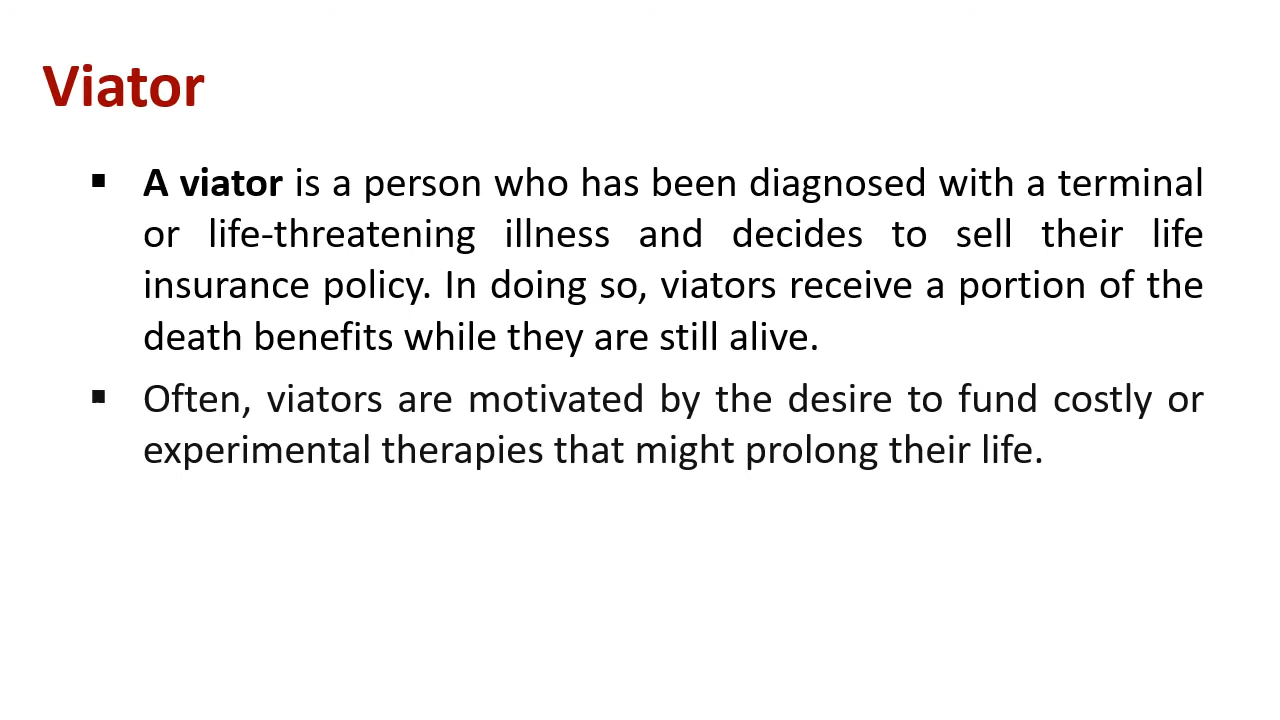 Viator
▪ A viator is a person who has been diagnosed with a terminal
or life-threatening illness and decides to sell their life
insurance policy. In doing so, viators receive a portion of the
death benefits while they are still alive.
▪ Often, viators are motivated by the desire to fund costly or
experimental therapies that might prolong their life.